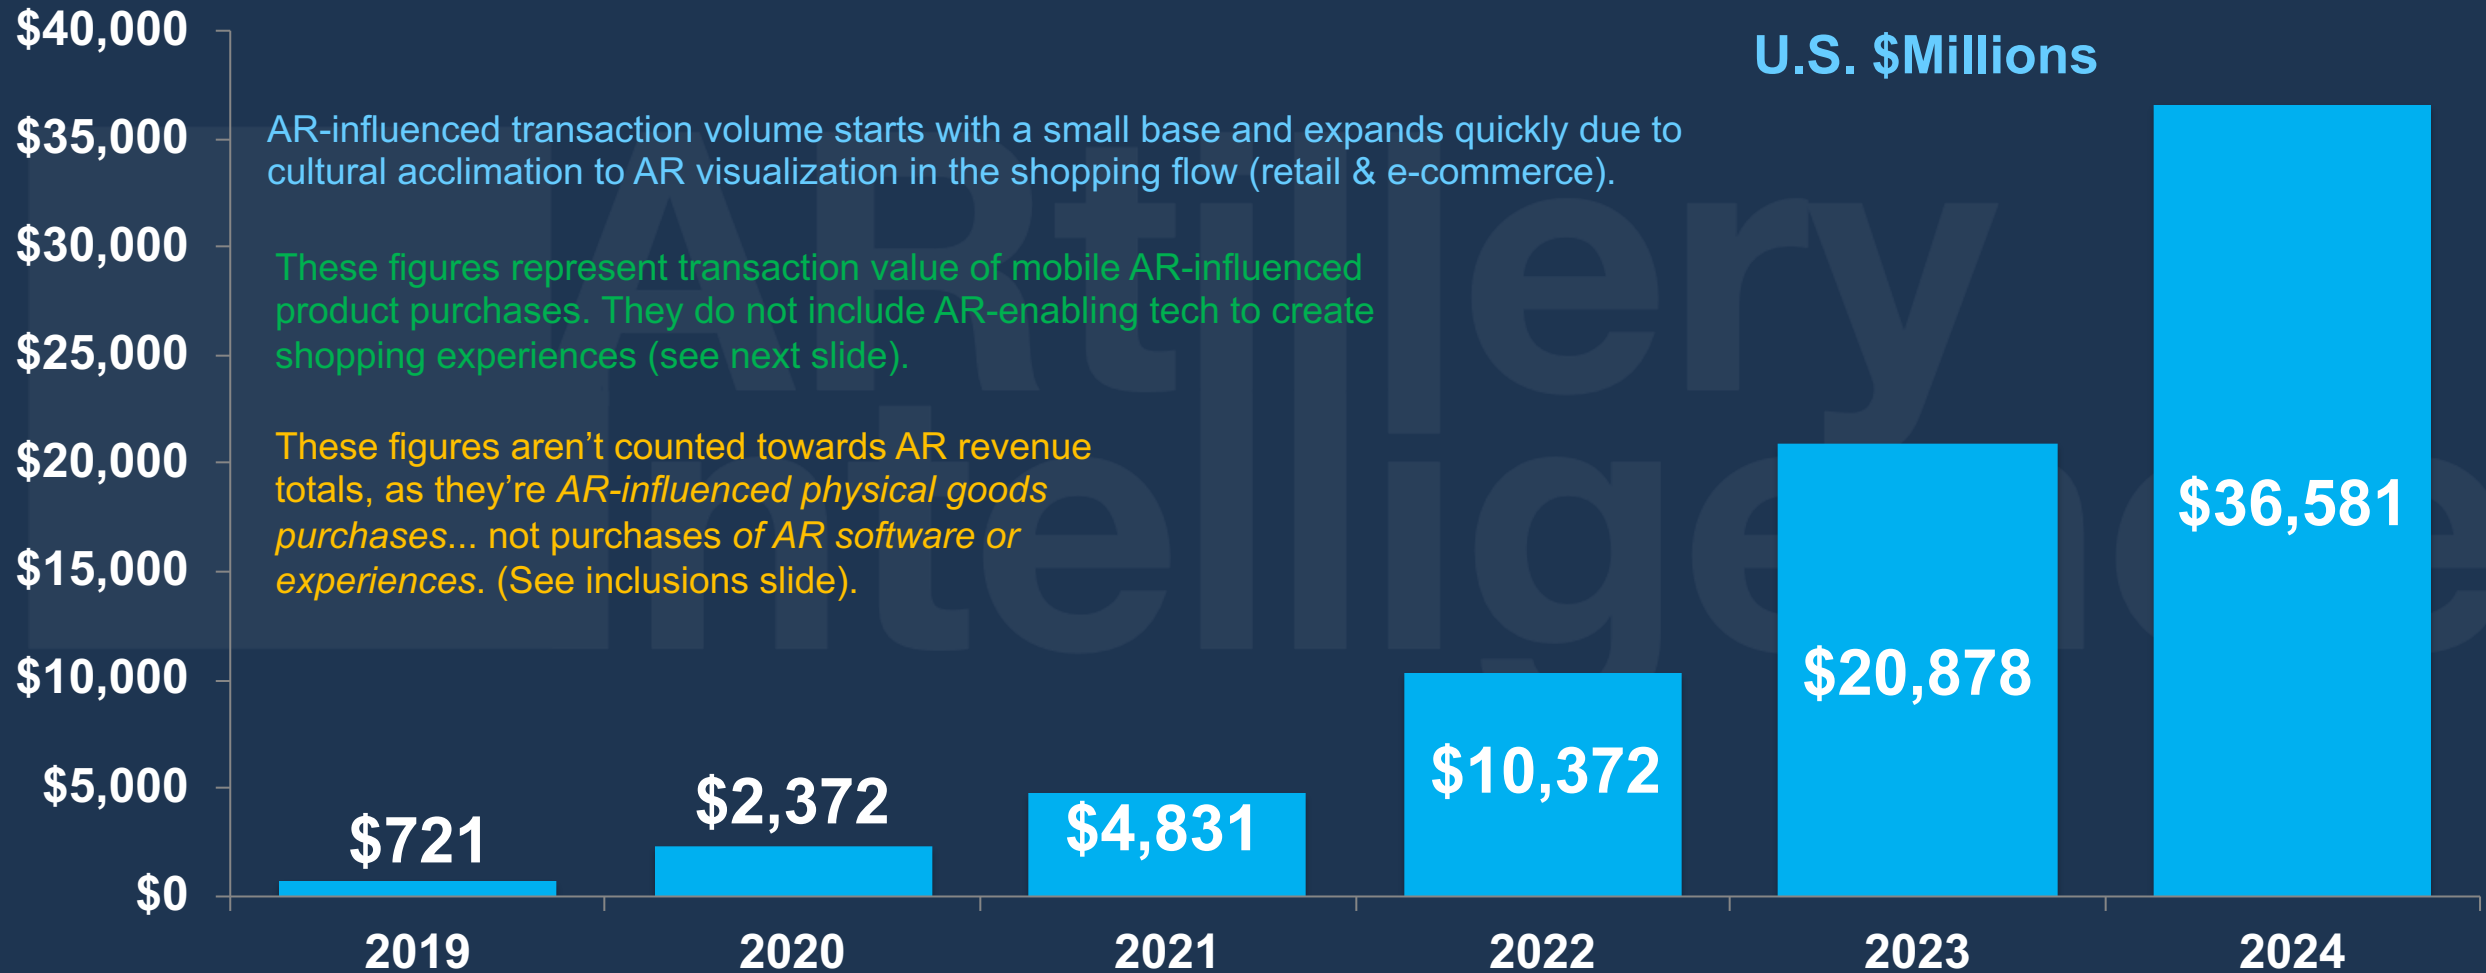 $40,000
$35,000
$30,000
$25,000
$20,000
$15,000
$10,000
$5,000
$0
U.S. $Millions
AR-influenced transaction volume starts with a small base and expands quickly due to
cultural acclimation to AR visualization in the shopping flow (retail & e-commerce).
These figures represent transaction value of mobile AR-influenced
product purchases. They do not include AR-enabling tech to create
shopping experiences (see next slide).
These figures aren’t counted towards AR revenue
totals, as they’re AR-influenced physical goods
purchases... not purchases of AR software or
experiences. (See inclusions slide).
ARtillery
Intelligence
$721
$2,372
$4,831
$10,372
$20,878
$36,581
2019
2020
2021
2022
2023
2024